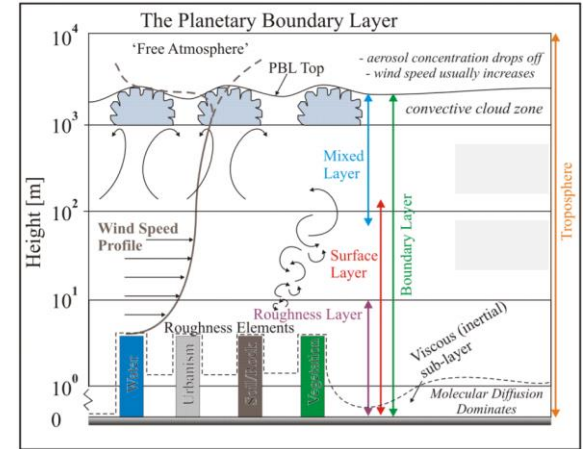 The Planetary Boundary Layer
10⁴
'Free Atmosphere'
PBL Top
- aerosol concentration drops off
- wind speed usually increases
convective cloud zone
10³
Mixed
Layer
Troposphere
10²
Height [m]
Wind Speed
Profile
Surface
Layer
Boundary Layer
10¹
Roughness Layer
Roughness Elements
Viscous (inertial)
sub-layer
Water
Urbanism
Soil/Rock
Vegetation
10⁰
Molecular Diffusion
Dominates
0